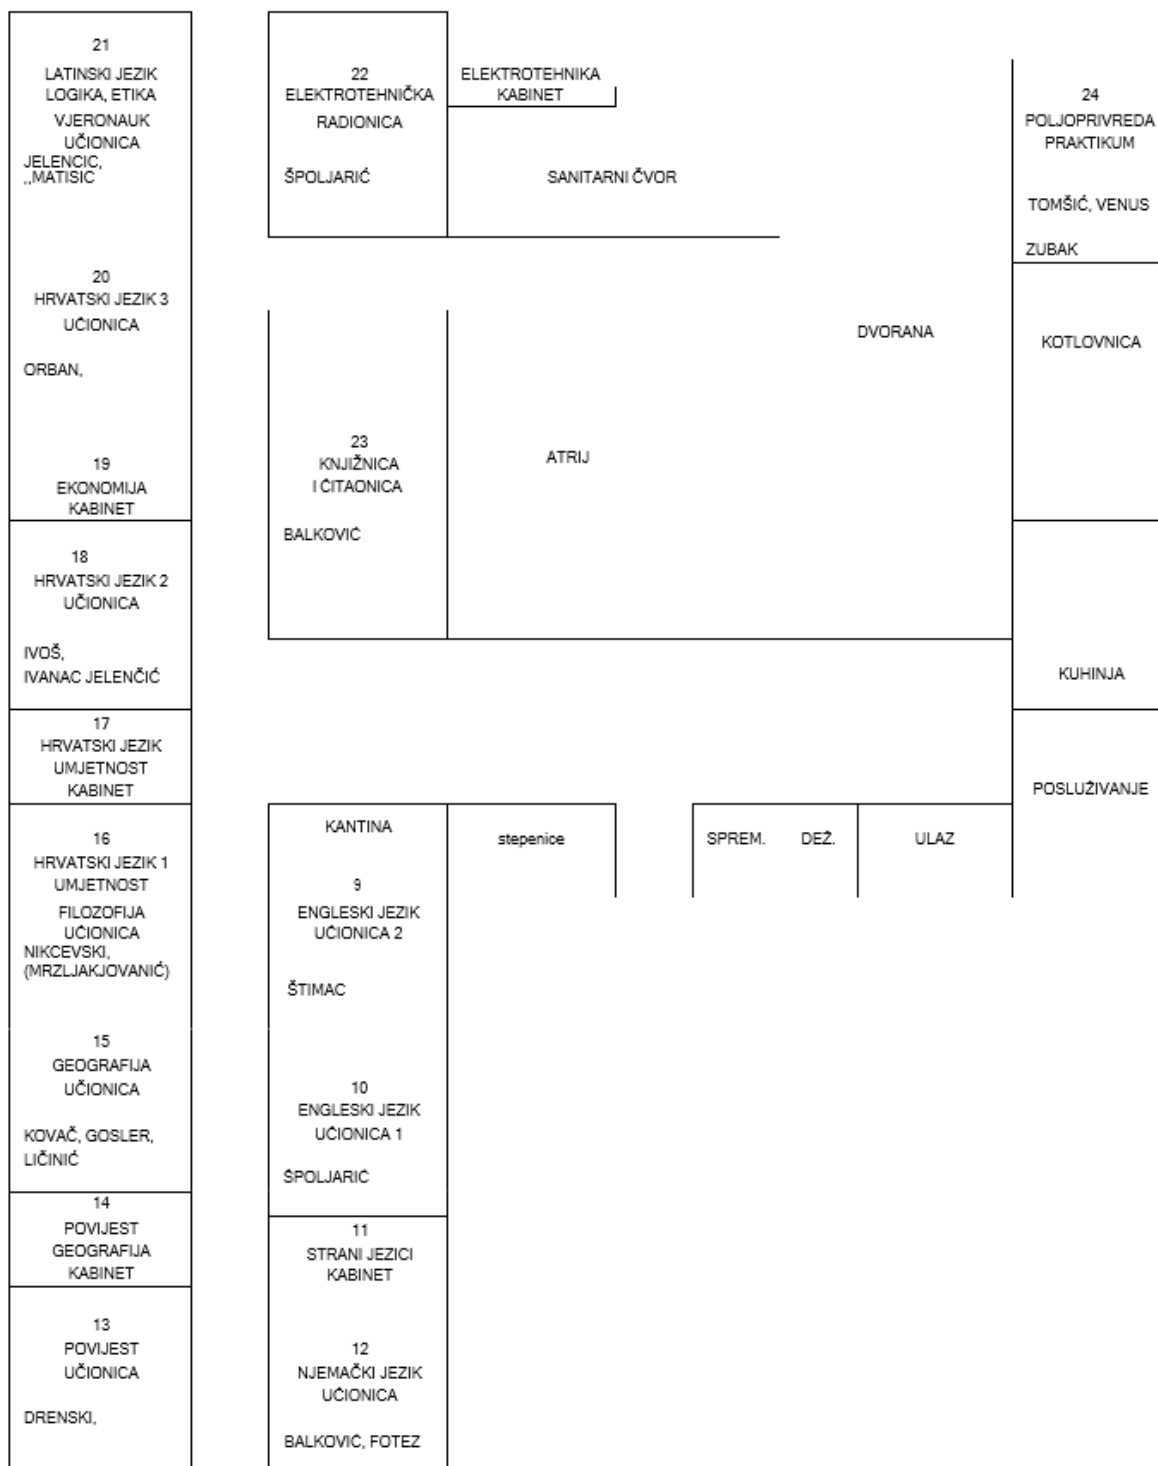 21
LATINSKI JEZIK
LOGIKA, ETIKA
VJERONAUK
UČIONICA
JELENCIC,
,,MATISIC
20
HRVATSKI JEZIK 3
UČIONICA
ORBAN,
19
EKONOMIJA
KABINET
18
HRVATSKI JEZIK 2
UČIONICA
IVOŠ,
IVANAC JELENČIĆ
17
HRVATSKI JEZIK
UMJETNOST
KABINET
16
HRVATSKI JEZIK 1
UMJETNOST
FILOZOFIJA
UČIONICA
NIKCEVSKI,
(MRZLJAKJOVANIĆ)
15
GEOGRAFIJA
UČIONICA
KOVAČ, GOSLER,
LIČINIĆ
14
POVIJEST
GEOGRAFIJA
KABINET
13
POVIJEST
UČIONICA
DRENSKI,
22
ELEKTROTEHNIČKA
RADIONICA
ŠPOLJARIĆ
ELEKTROTEHNIKA
KABINET
SANITARNI ČVOR
23
KNJIŽNICA
I ČITAONICA
BALKOVIĆ
ATRIJ
DVORANA
24
POLJOPRIVREDA
PRAKTIKUM
TOMŠIĆ, VENUS
ZUBAK
KOTLOVNICA
KUHINJA
POSLUŽIVANJE
KANTINA
stepenice
SPREM.
DEŽ.
ULAZ
9
ENGLESKI JEZIK
UČIONICA 2
ŠTIMAC
10
ENGLESKI JEZIK
UČIONICA 1
ŠPOLJARIĆ
11
STRANI JEZICI
KABINET
12
NJEMAČKI JEZIK
UČIONICA
BALKOVIĆ, FOTEZ